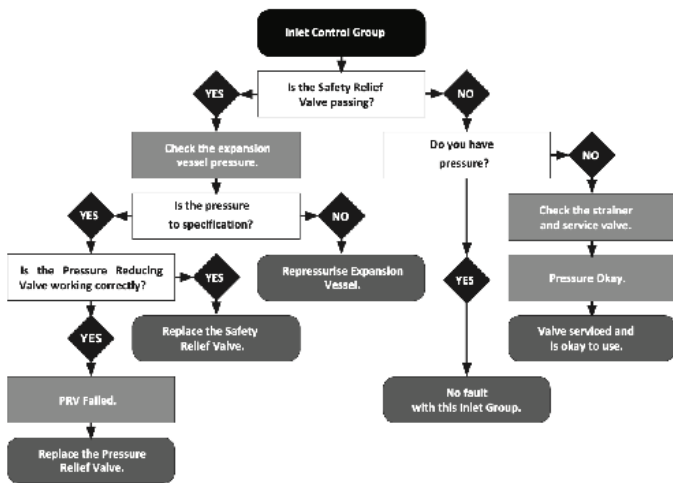 Inlet Control Group
Is the Safety Relief
Valve passing?
YES
NO
Check the expansion
vessel pressure.
Do you have
pressure?
NO
Is the pressure
to specification?
YES
NO
Check the strainer
and service valve.
Is the Pressure Reducing
Valve working correctly?
YES
Repressurise Expansion
Vessel.
YES
Pressure Okay.
YES
Replace the Safety
Relief Valve.
Valve serviced and
is okay to use.
PRV Failed.
No fault
with this Inlet Group.
Replace the Pressure
Relief Valve.